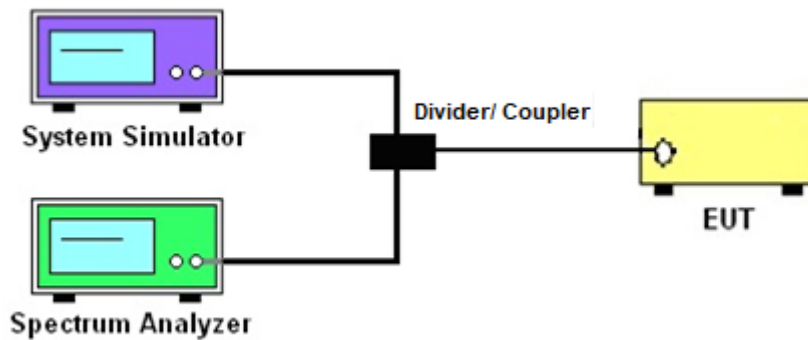 System Simulator
Divider/ Coupler
EUT
Spectrum Analyzer